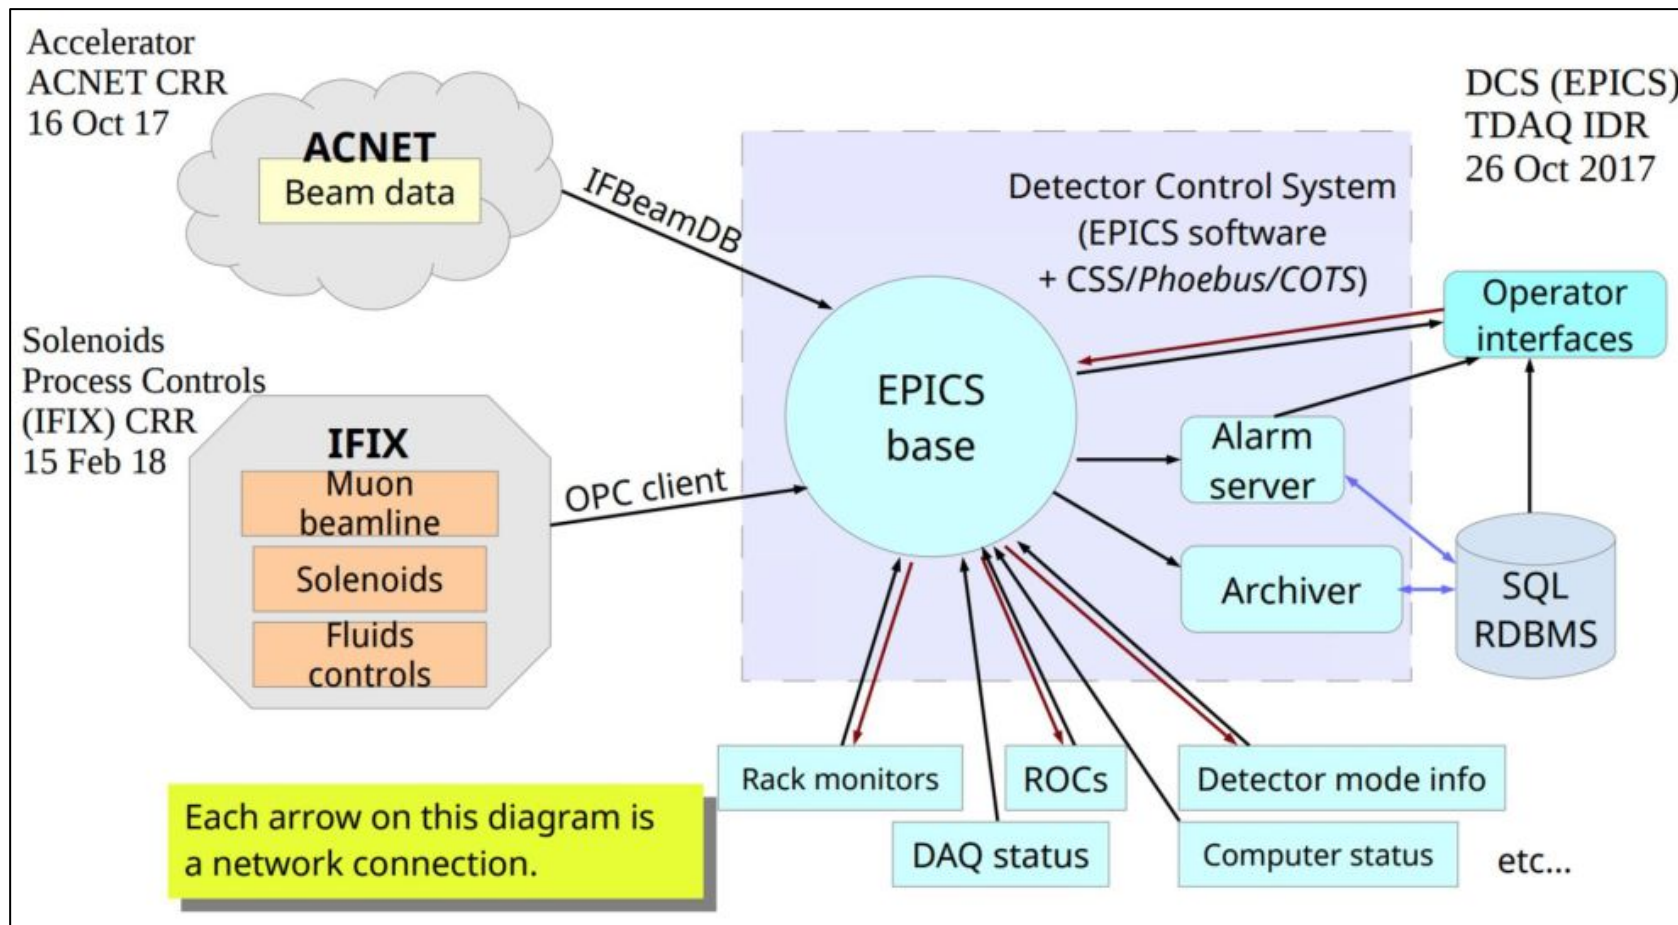 Accelerator
ACNET CRR
16 Oct 17
ACNET
Beam data
IFBeamDB
Detector Control System
(EPICS software
+ CSS/Phoebus/COTS)
DCS (EPICS)
TDAQ IDR
26 Oct 2017
Operator
interfaces
Solenoids
Process Controls
(IFIX) CRR
15 Feb 18
IFIX
Muon
beamline
Solenoids
Fluids
controls
OPC client
EPICS
base
Alarm
server
Archiver
SQL
RDBMS
Rack monitors
ROCs
Detector mode info
DAQ status
Computer status
etc...
Each arrow on this diagram is
a network connection.